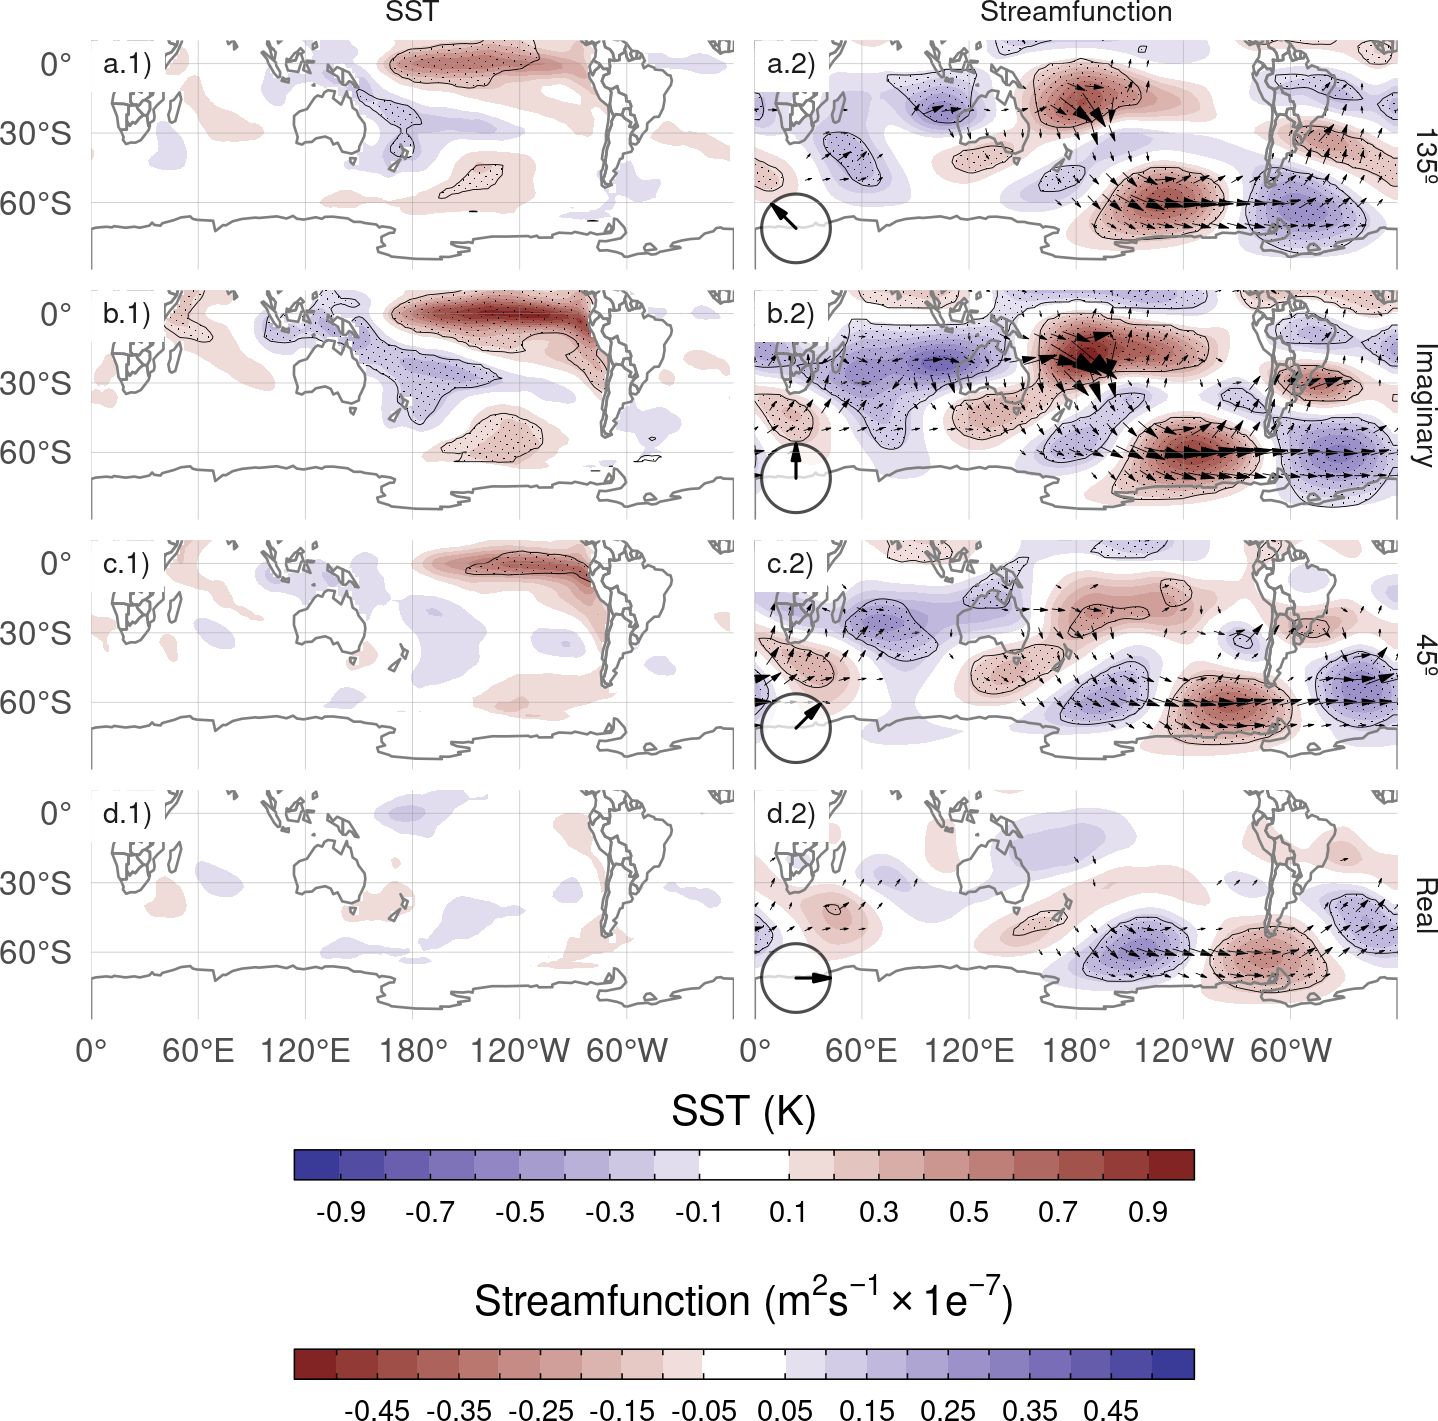 SST Streamfunction
a.1) a.2)
0°
30°S
60°S
135º
b.1) b.2)
0°
30°S
60°S
Imaginary
c.1) c.2)
0°
30°S
60°S
45º
d.1) d.2)
0°
30°S
60°S
Real
0° 60°E 120°E 180° 120°W 60°W 0° 60°E 120°E 180° 120°W 60°W
SST (K)
-0.9 -0.7 -0.5 -0.3 -0.1 0.1 0.3 0.5 0.7 0.9
Streamfunction (m²s⁻¹ × 1e⁻⁷)
-0.45 -0.35 -0.25 -0.15 -0.05 0.05 0.15 0.25 0.35 0.45